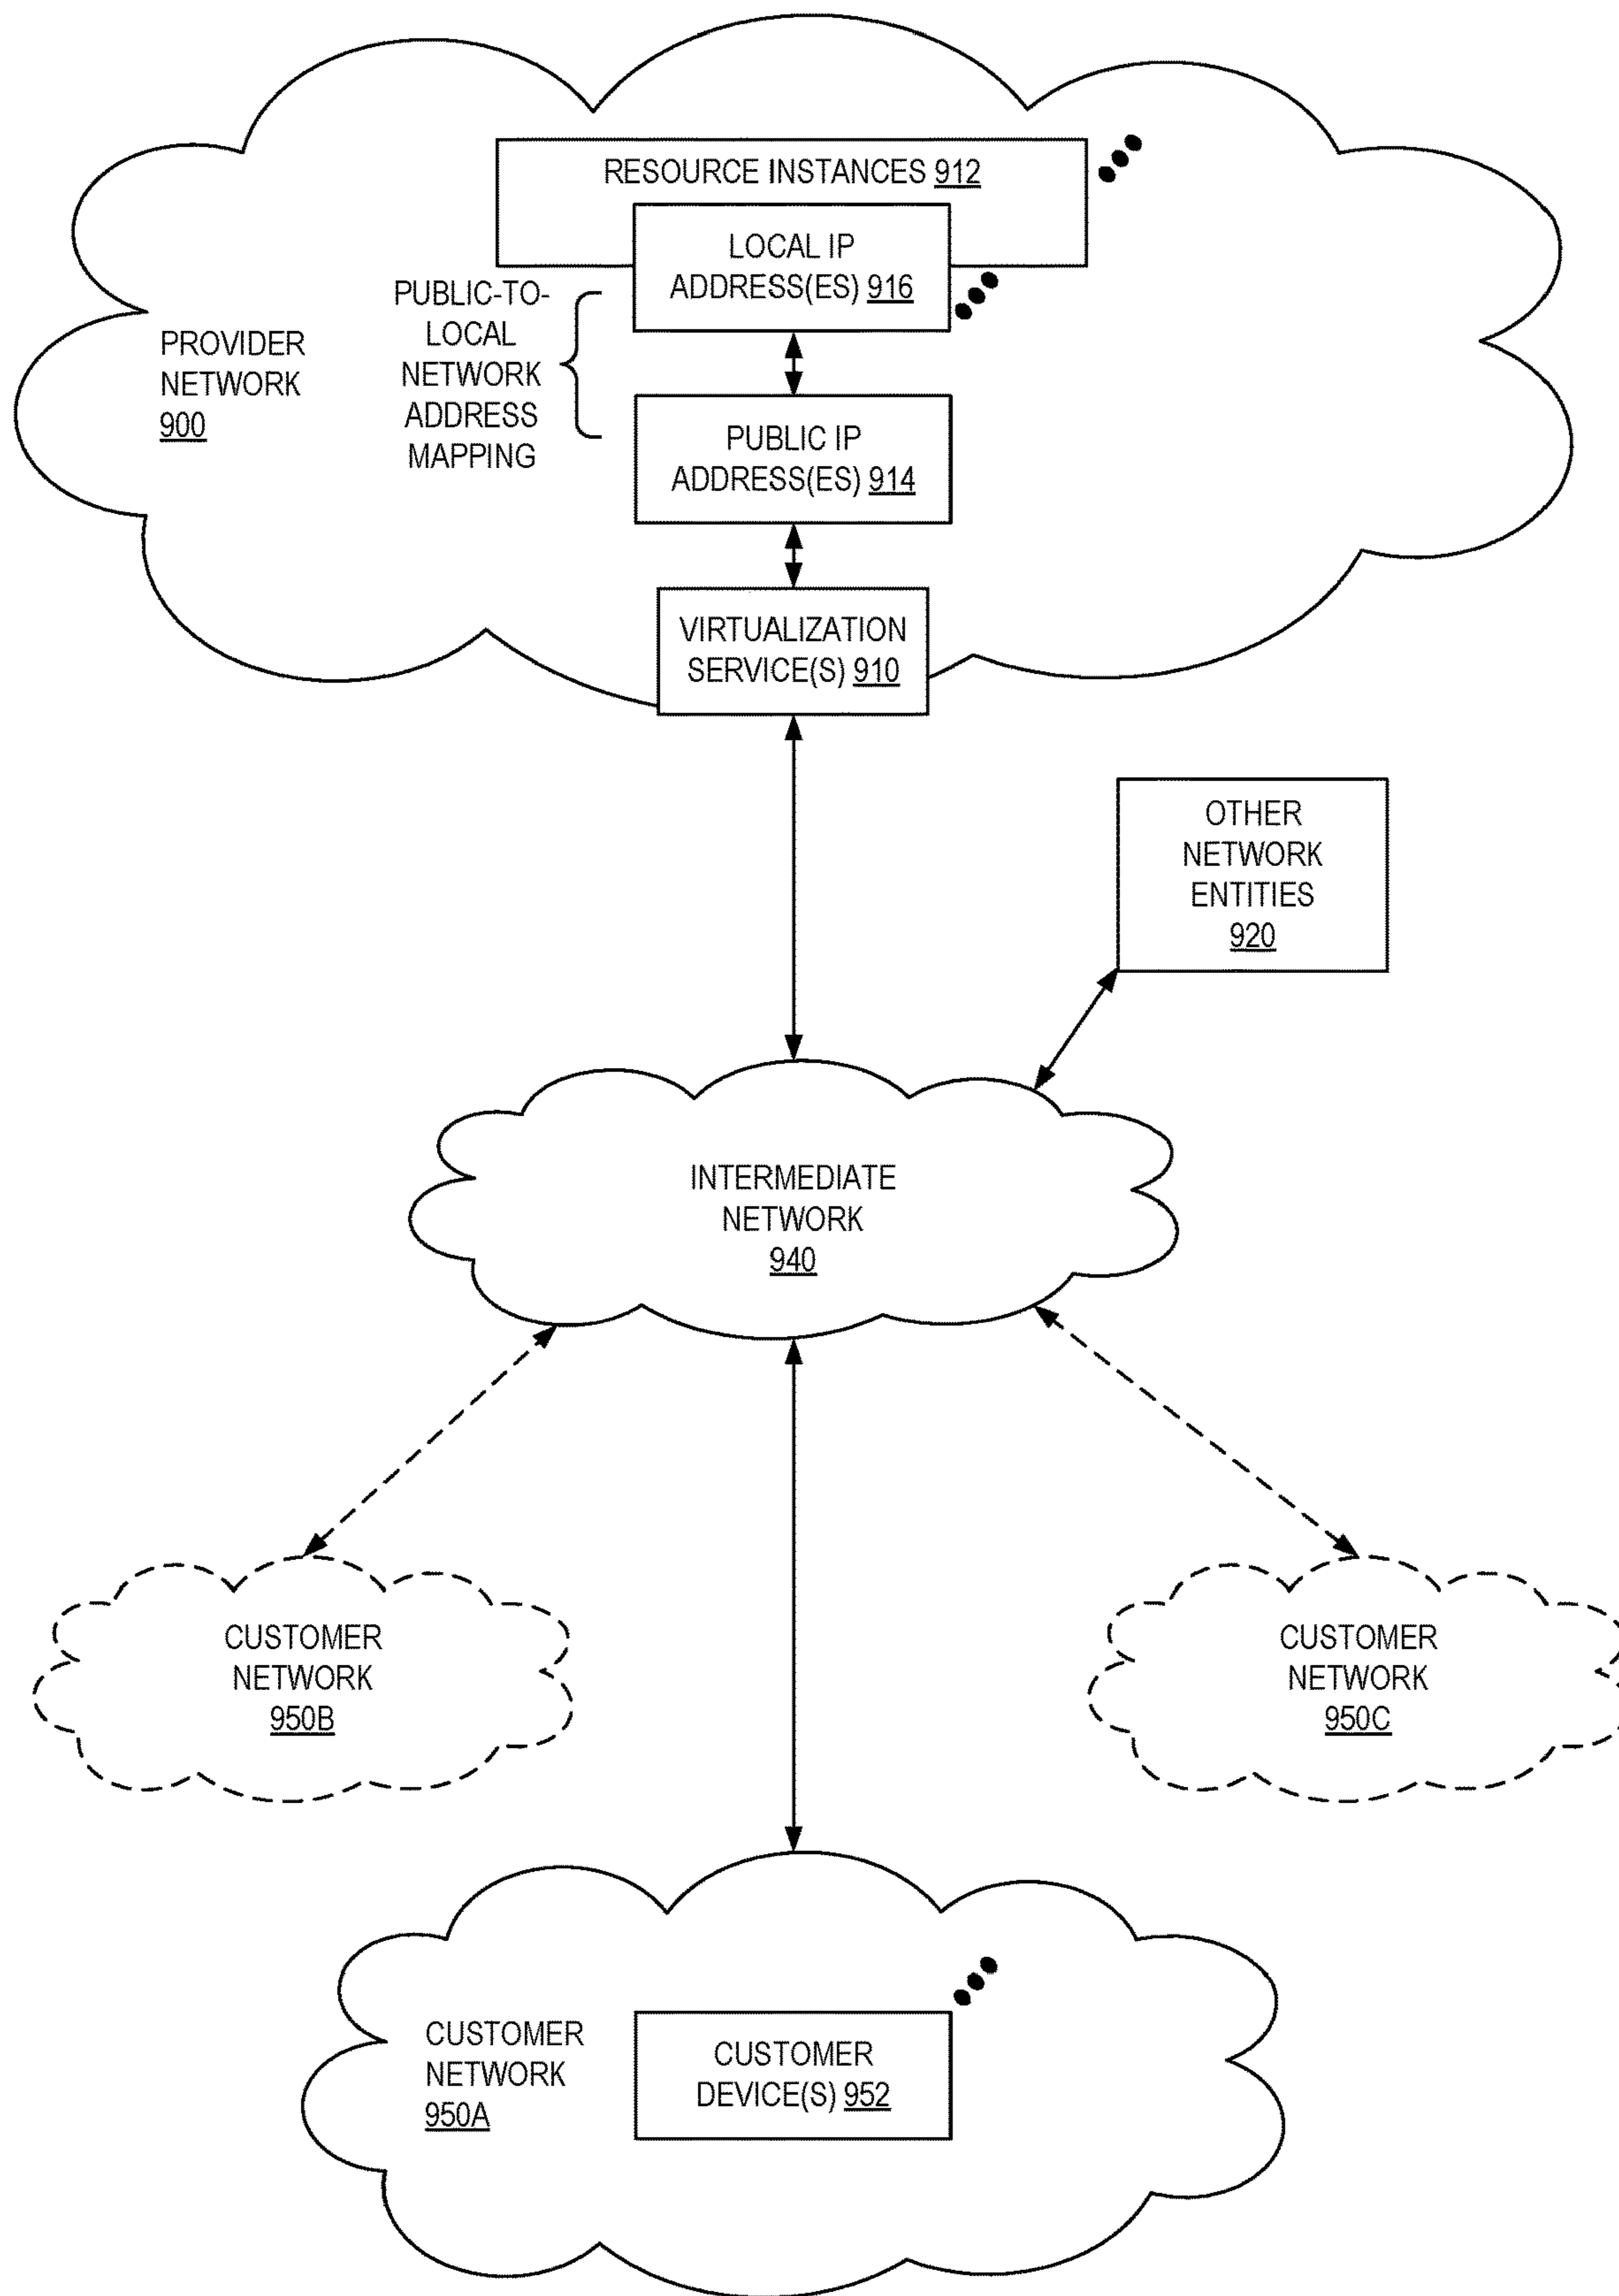 RESOURCE INSTANCES 912
LOCAL IP
ADDRESS(ES) 916
PUBLIC-TO-
LOCAL
NETWORK
ADDRESS
MAPPING
PROVIDER
NETWORK
900
PUBLIC IP
ADDRESS(ES) 914
VIRTUALIZATION
SERVICE(S) 910
OTHER
NETWORK
ENTITIES
920
INTERMEDIATE
NETWORK
940
CUSTOMER
NETWORK
950B
CUSTOMER
NETWORK
950C
CUSTOMER
NETWORK
950A
CUSTOMER
DEVICE(S) 952